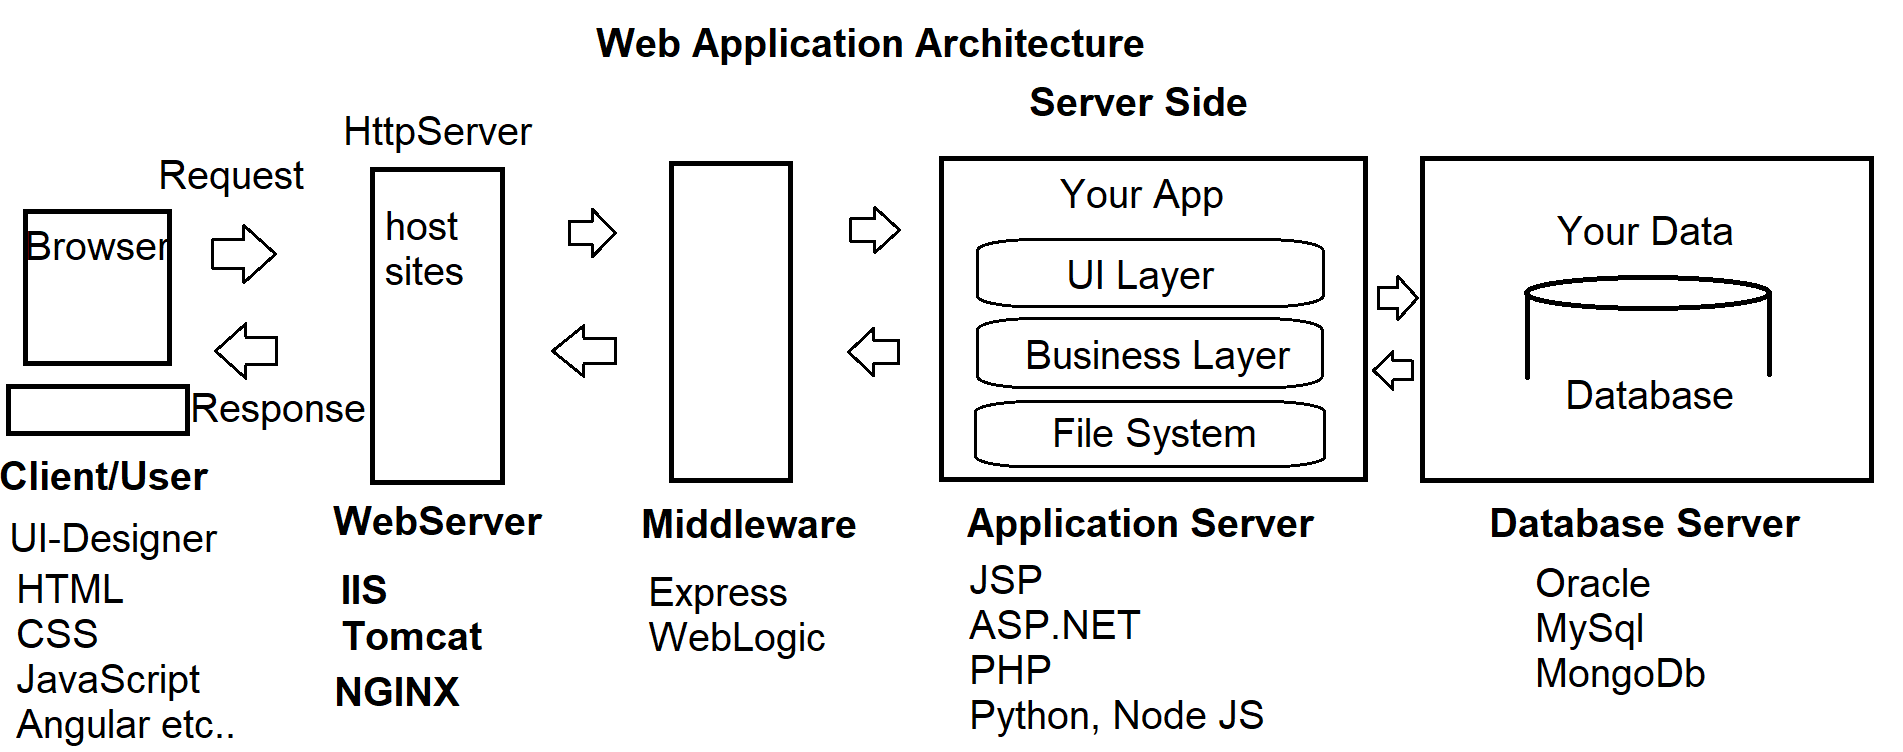 Web Application Architecture
Server Side
HttpServer
Request
Browser
host
sites
Your App
UI Layer
Business Layer
File System
Your Data
Database
Response
Client/User
UI-Designer
HTML
CSS
JavaScript
Angular etc..
WebServer
IIS
Tomcat
NGINX
Middleware
Express
WebLogic
Application Server
JSP
ASP.NET
PHP
Python, Node JS
Database Server
Oracle
MySql
MongoDb